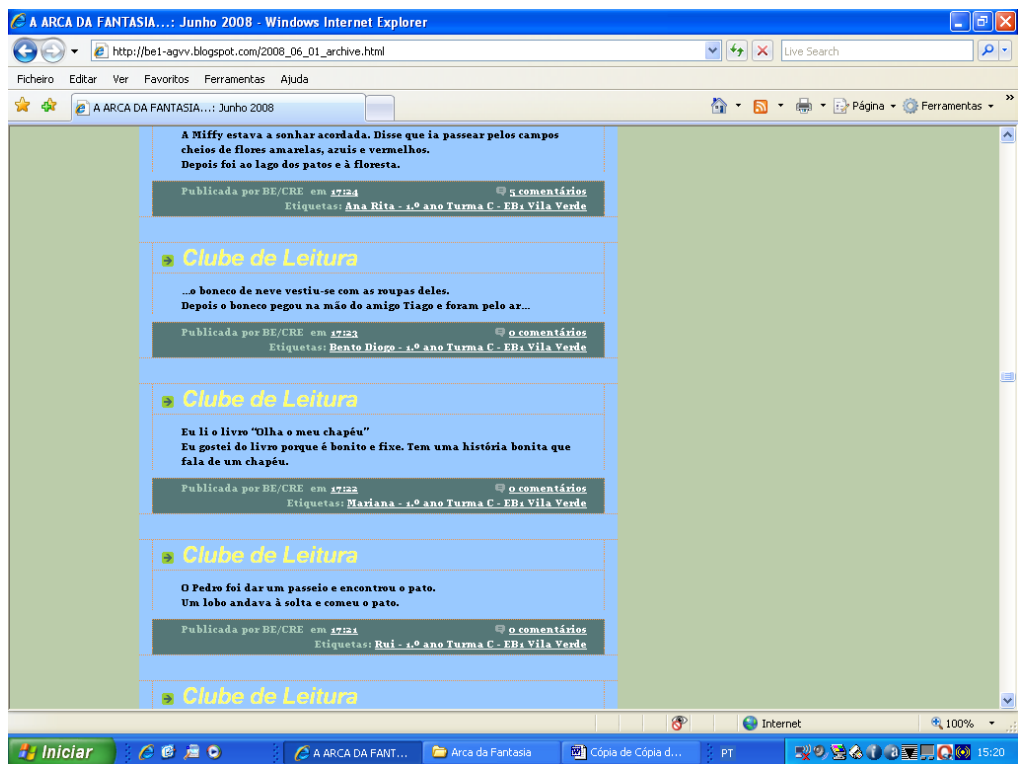 A ARCA DA FANTASIA...: Junho 2008 - Windows Internet Explorer
http://be1-agvv.blogspot.com/2008_06_01_archive.html
Live Search
Ficheiro Editar Ver Favoritos Ferramentas Ajuda
A ARCA DA FANTASIA...: Junho 2008
Página
Ferramentas
»
A Miffy estava a sonhar acordada. Disse que ia passear pelos campos
cheios de flores amarelas, azuis e vermelhos.
Depois foi ao lago dos patos e à floresta.
Publicada por BE/CRE em 17:24 5 comentários
Etiquetas: Ana Rita - 1.º ano Turma C - EB1 Vila Verde
Clube de Leitura
...o boneco de neve vestiu-se com as roupas deles.
Depois o boneco pegou na mão do amigo Tiago e foram pelo ar...
Publicada por BE/CRE em 17:23 0 comentários
Etiquetas: Bento Diogo - 1.º ano Turma C - EB1 Vila Verde
Clube de Leitura
Eu li o livro “Olha o meu chapéu”
Eu gostei do livro porque é bonito e fixe. Tem uma história bonita que
fala de um chapéu.
Publicada por BE/CRE em 17:22 0 comentários
Etiquetas: Mariana - 1.º ano Turma C - EB1 Vila Verde
Clube de Leitura
O Pedro foi dar um passeio e encontrou o pato.
Um lobo andava à solta e comeu o pato.
Publicada por BE/CRE em 17:21 0 comentários
Etiquetas: Rui - 1.º ano Turma C - EB1 Vila Verde
Clube de Leitura
Internet 100%
Iniciar
A ARCA DA FANT...
Arca da Fantasia
Cópia de Cópia d...
PT
15:20